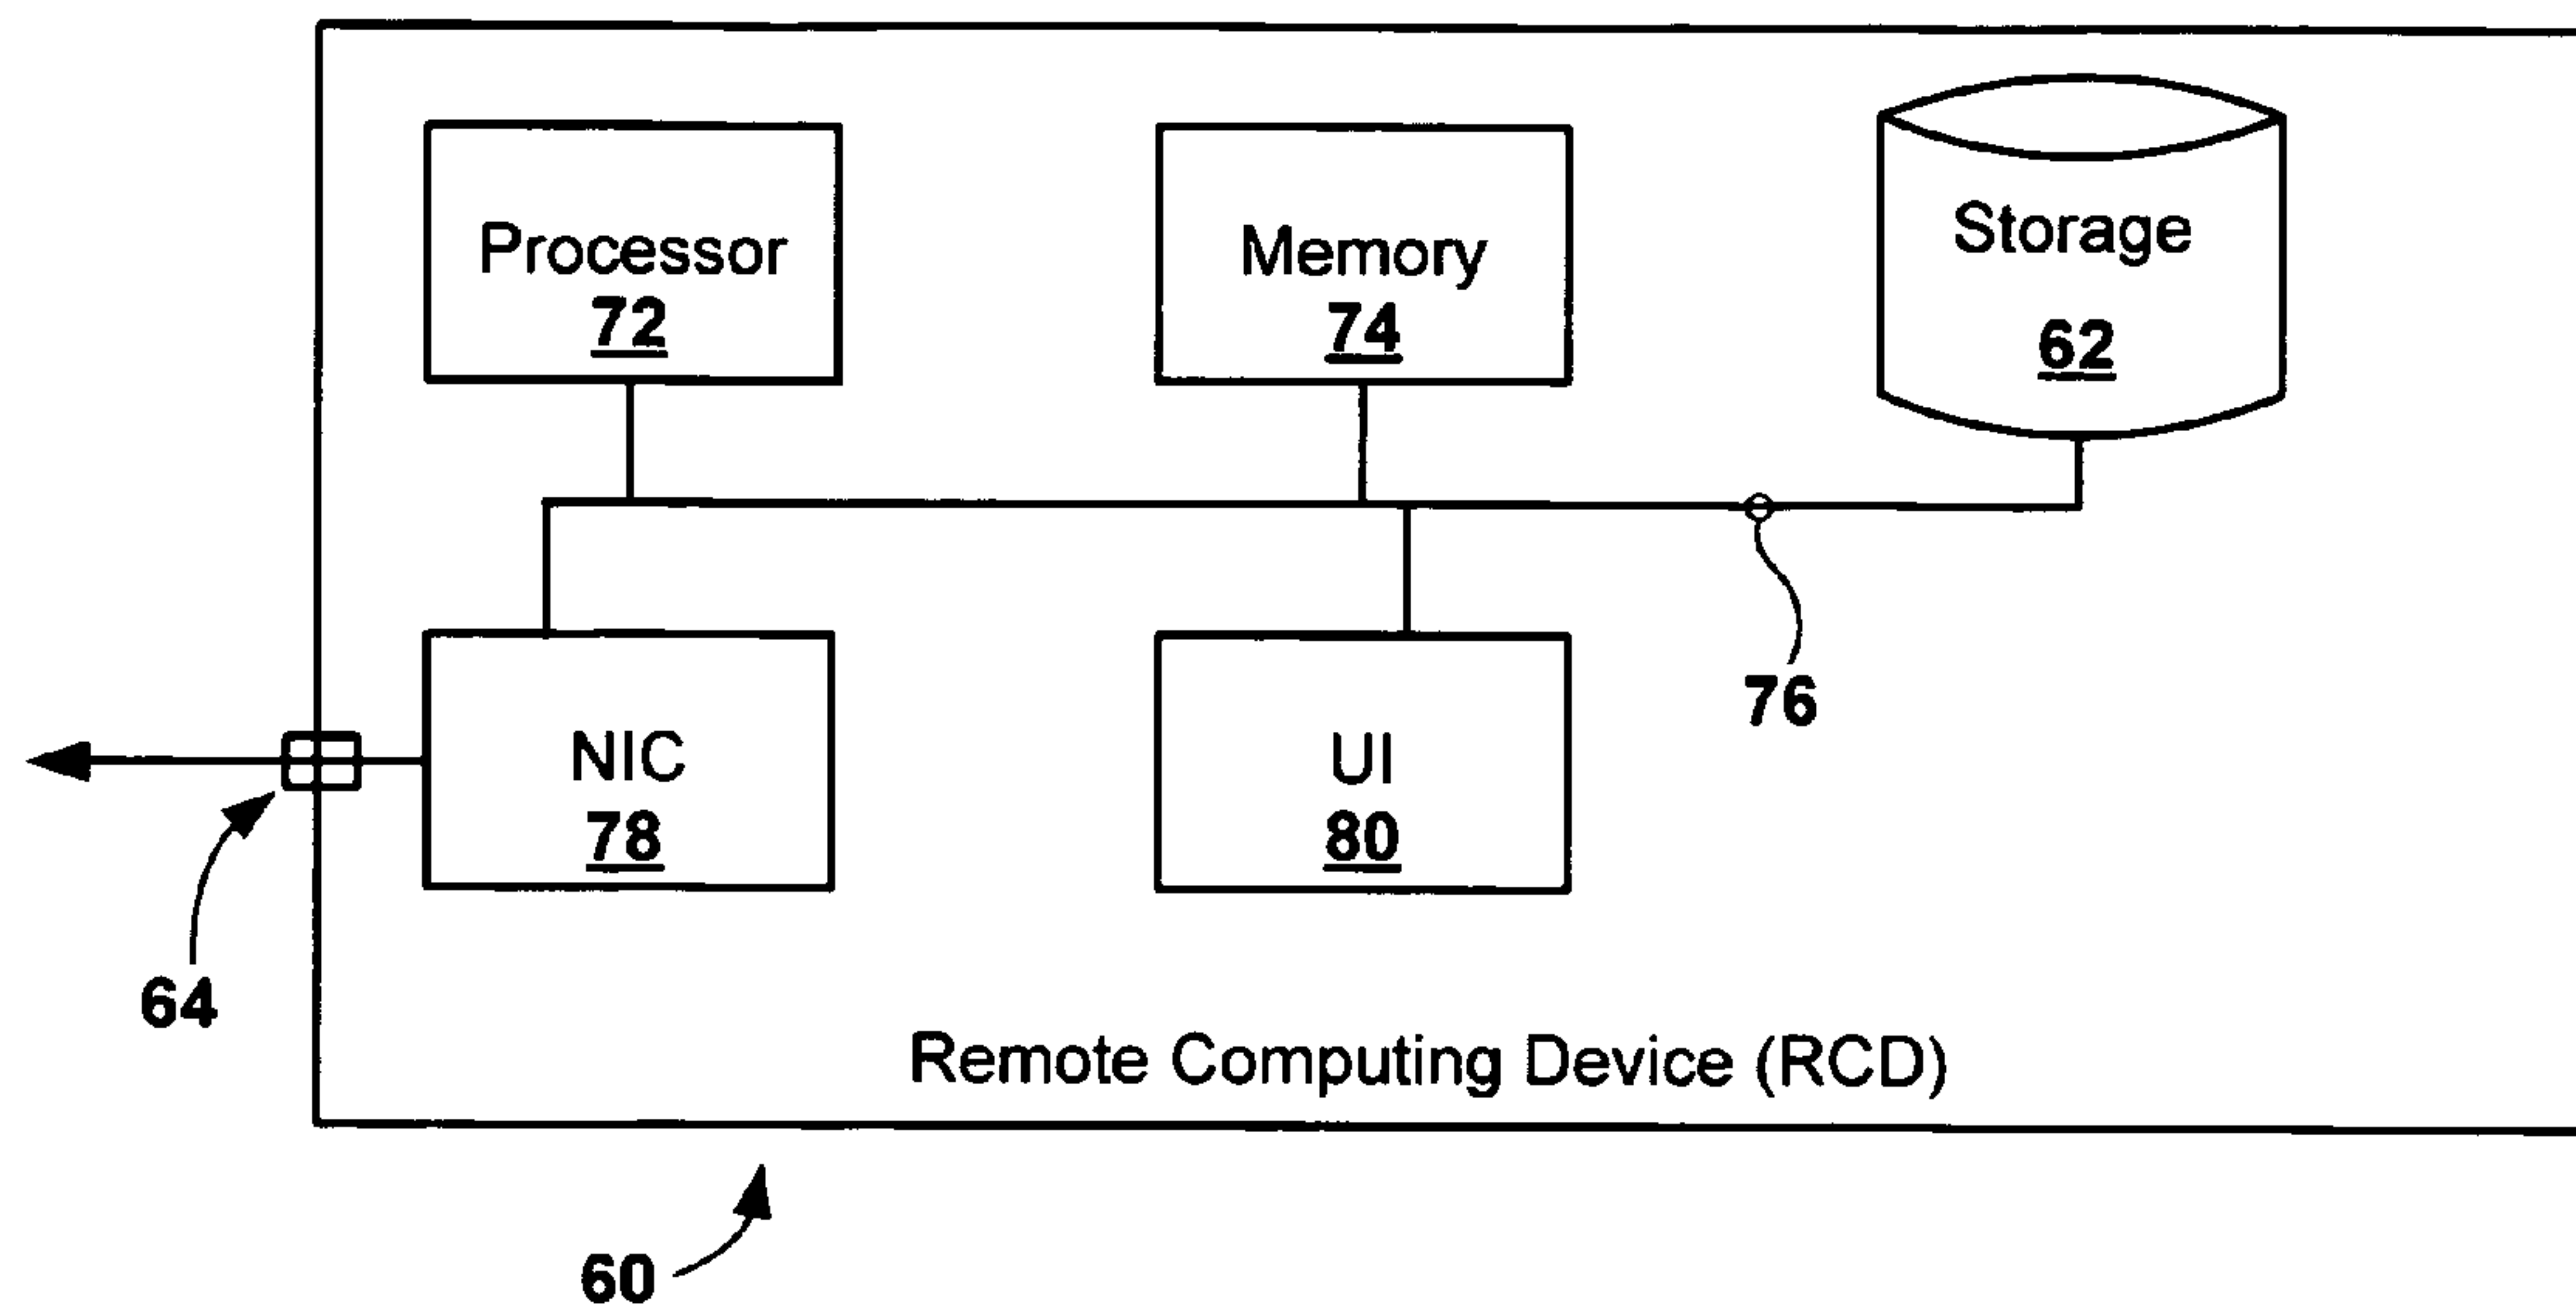 Processor
72
Memory
74
Storage
62
76
NIC
78
UI
80
64
Remote Computing Device (RCD)
60